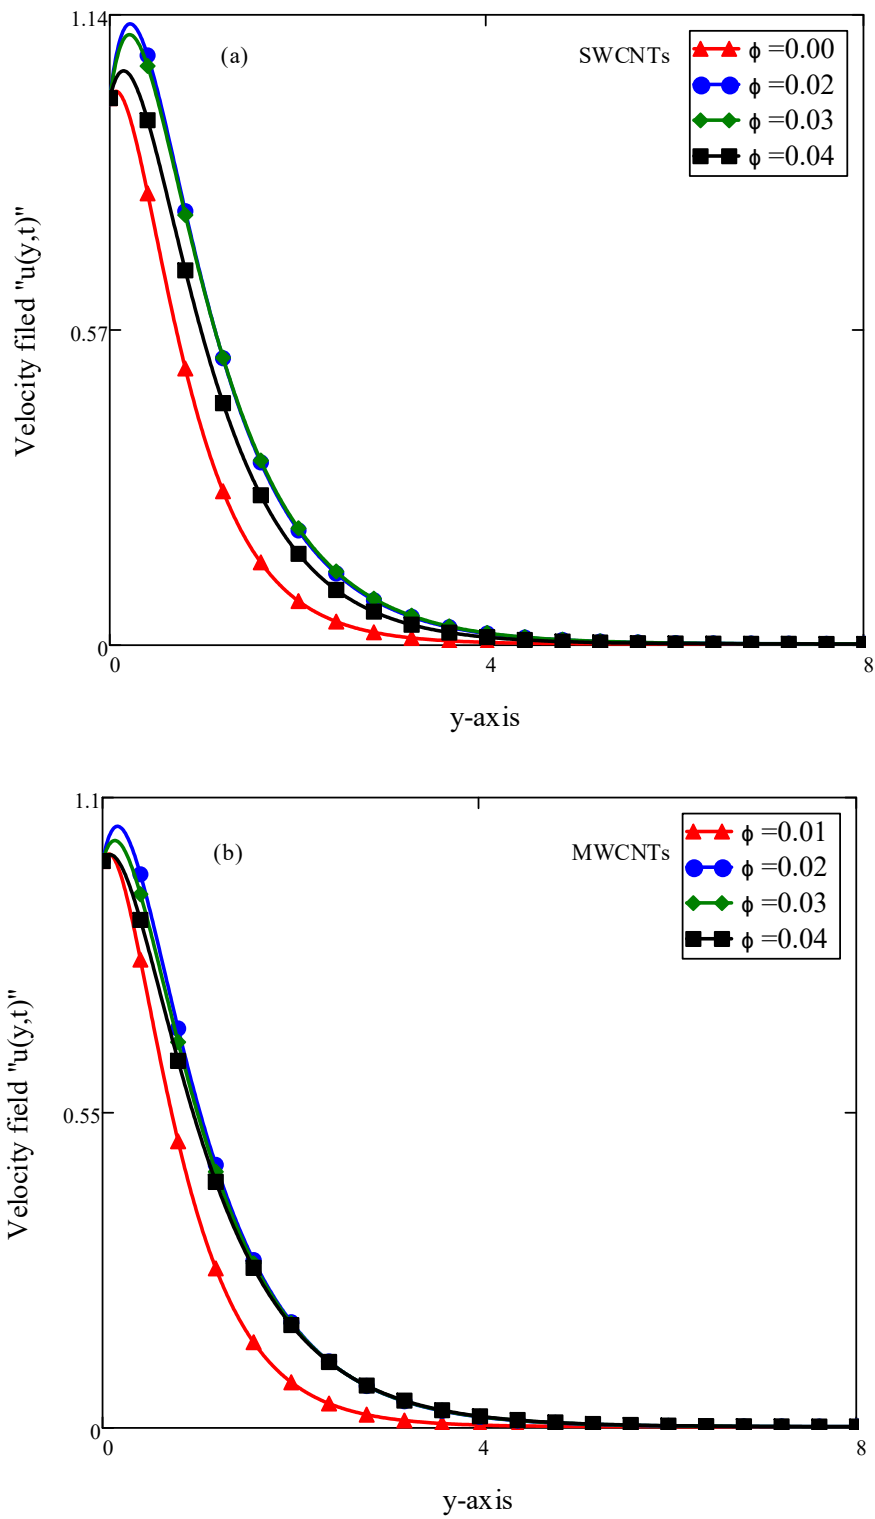 1.14
(a)
SWCNTs
ϕ =0.00
ϕ =0.02
ϕ =0.03
ϕ =0.04
Velocity filed "u(y,t)"
0.57
0
0
4
8
y-axis
1.1
(b)
MWCNTs
ϕ =0.01
ϕ =0.02
ϕ =0.03
ϕ =0.04
Velocity field "u(y,t)"
0.55
0
0
4
8
y-axis